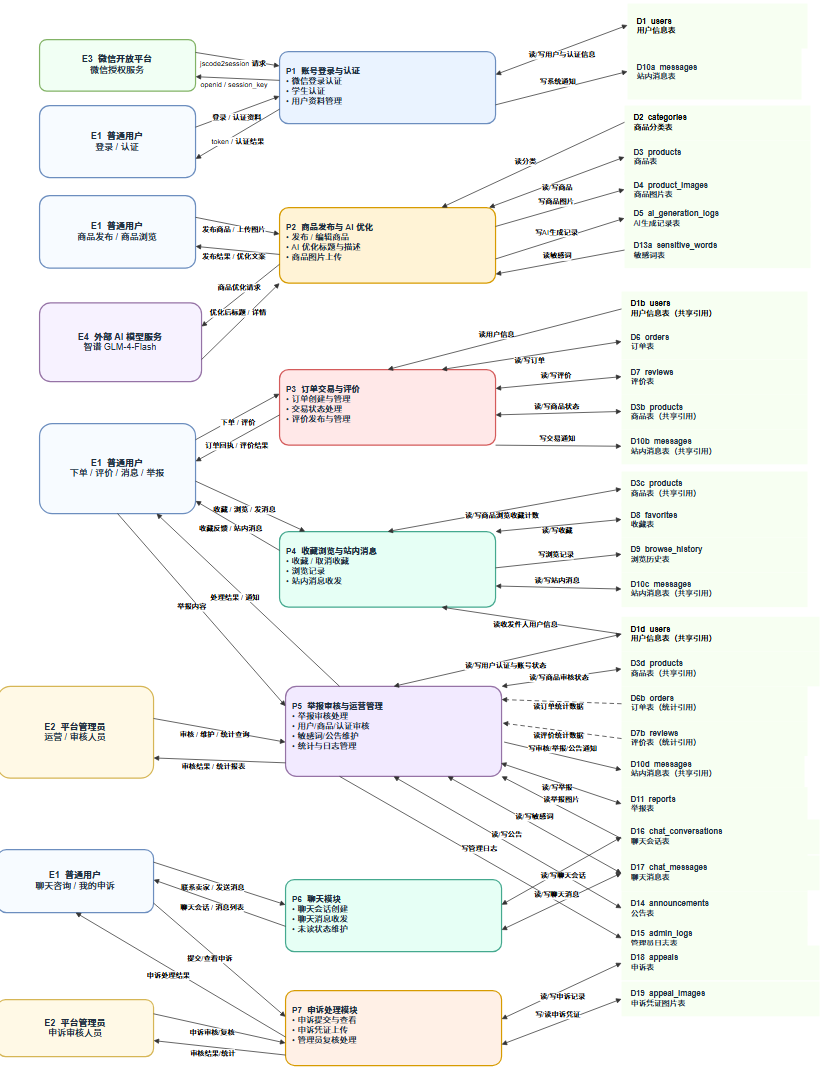 E3 微信开放平台
微信授权服务
jscode2session 请求
openid / session_key
P1 账号登录与认证
• 微信登录认证
• 学生认证
• 用户资料管理
读/写用户与认证信息
D1 users
用户信息表
写系统通知
D10a messages
站内消息表
E1 普通用户
登录 / 认证
登录 / 认证资料
token / 认证结果
D2 categories
商品分类表
读分类
D3 products
商品表
读/写商品
D4 product_images
商品图片表
写商品图片
D5 ai_generation_logs
AI生成记录表
写AI生成记录
D13a sensitive_words
敏感词表
读敏感词
E1 普通用户
商品发布 / 商品浏览
发布商品 / 上传图片
发布结果 / 优化文案
P2 商品发布与 AI 优化
• 发布 / 编辑商品
• AI 优化标题与描述
• 商品图片上传
商品优化请求
优化后标题 / 详情
E4 外部 AI 模型服务
智谱 GLM-4-Flash
D1b users
用户信息表（共享引用）
读用户信息
D6 orders
订单表
读/写订单
D7 reviews
评价表
读/写评价
D3b products
商品表（共享引用）
读/写商品状态
D10b messages
站内消息表（共享引用）
写交易通知
P3 订单交易与评价
• 订单创建与管理
• 交易状态处理
• 评价发布与管理
下单 / 评价
订单回执 / 评价结果
E1 普通用户
下单 / 评价 / 消息 / 举报
收藏 / 浏览 / 发消息
收藏反馈 / 站内消息
D3c products
商品表（共享引用）
读/写商品浏览收藏计数
D8 favorites
收藏表
读/写收藏
D9 browse_history
浏览历史表
写浏览记录
D10c messages
站内消息表（共享引用）
读/写站内消息
P4 收藏浏览与站内消息
• 收藏 / 取消收藏
• 浏览记录
• 站内消息收发
处理结果 / 通知
举报内容
读收发件人用户信息
D1d users
用户信息表（共享引用）
读/写用户认证与账号状态
D3d products
商品表（共享引用）
读/写商品审核状态
D6b orders
订单表（统计引用）
读订单统计数据
D7b reviews
评价表（统计引用）
读评价统计数据
写审核/举报/公告通知
D10d messages
站内消息表（共享引用）
P5 举报审核与运营管理
• 举报审核处理
• 用户/商品/认证审核
• 敏感词/公告维护
• 统计与日志管理
E2 平台管理员
运营 / 审核人员
审核 / 维护 / 统计查询
审核结果 / 统计报表
读/写举报
读举报图片
D11 reports
举报表
读/写敏感词
D16 chat_conversations
聊天会话表
读/写公告
写管理日志
D17 chat_messages
聊天消息表
读/写聊天会话
读/写聊天消息
D14 announcements
公告表
D15 admin_logs
管理员日志表
E1 普通用户
聊天咨询 / 我的申诉
联系卖家 / 发送消息
聊天会话 / 消息列表
P6 聊天模块
• 聊天会话创建
• 聊天消息收发
• 未读状态维护
提交/查看申诉
申诉处理结果
D18 appeals
申诉表
读/写申诉记录
D19 appeal_images
申诉凭证图片表
写/读申诉凭证
P7 申诉处理模块
• 申诉提交与查看
• 申诉凭证上传
• 管理员复核处理
E2 平台管理员
申诉审核人员
申诉审核/复核
审核结果/统计